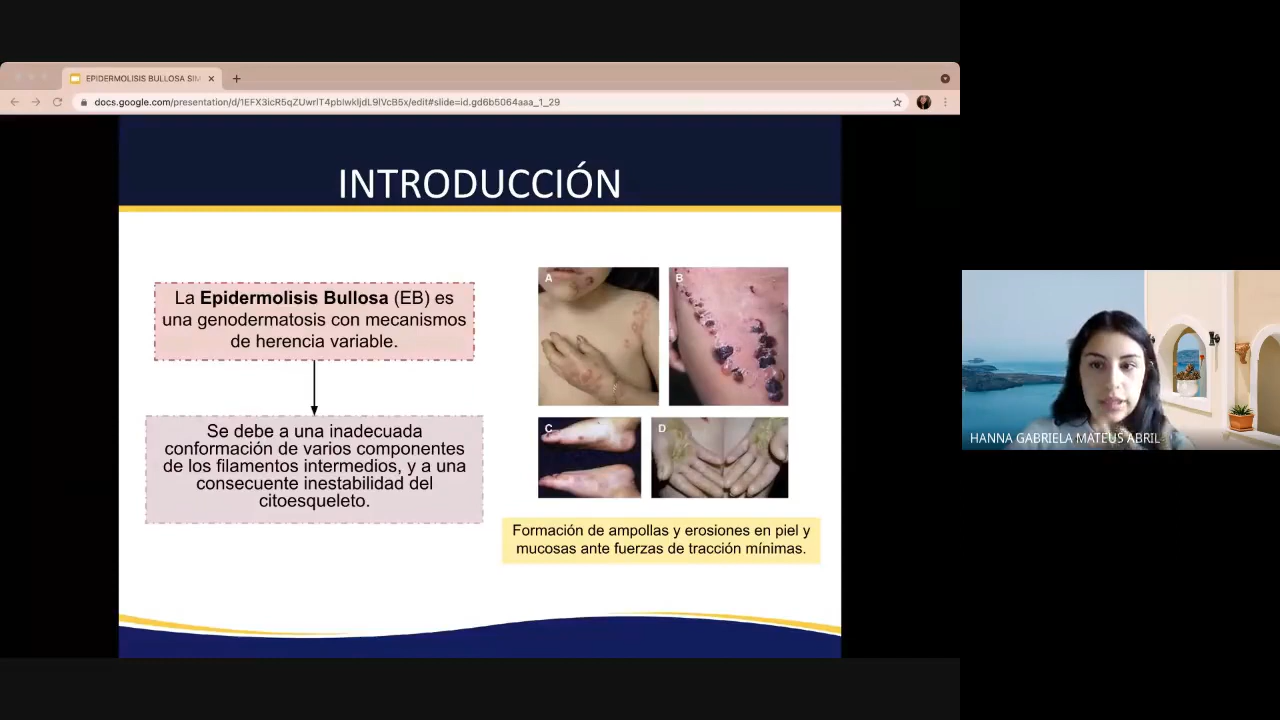 EPIDERMOLISIS BULLOSA SIM
docs.google.com/presentation/d/1EFX3icR5qZUwrlT4pblwkljdL9lVcB5x/edit#slide=id.gd6b5064aaa_1_29
INTRODUCCIÓN
La Epidermolisis Bullosa (EB) es
una genodermatosis con mecanismos
de herencia variable.
Se debe a una inadecuada
conformación de varios componentes
de los filamentos intermedios, y a una
consecuente inestabilidad del
citoesqueleto.
A
B
C
D
Formación de ampollas y erosiones en piel y
mucosas ante fuerzas de tracción mínimas.
HANNA GABRIELA MATEUS ABRIL